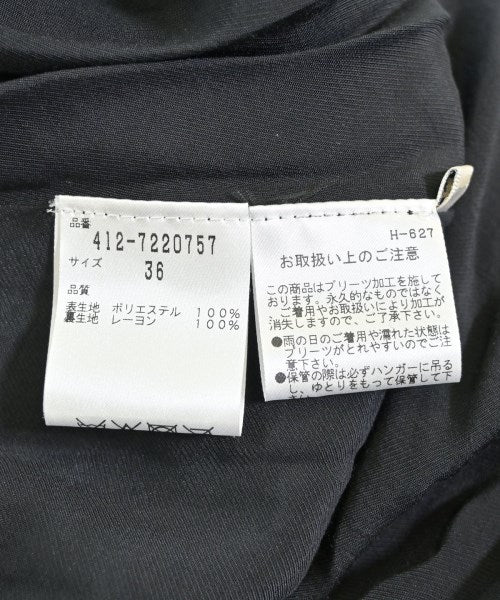 品番
412-7220757
サイズ
36
品質
表生地 ポリエステル 100%
裏生地 レーヨン 100%
H-627
お取扱い上のご注意
この商品はプリーツ加工を施して
おります。永久的なものではなく
、ご着用やお取扱いにより加工が
消失しますので、ご了承下さい。
●雨の日のご着用や濡れた状態は
プリーツがとれやすいのでご注
意下さい。
●保管の際は必ずハンガーに吊る
し、ゆとりをもって保管して下